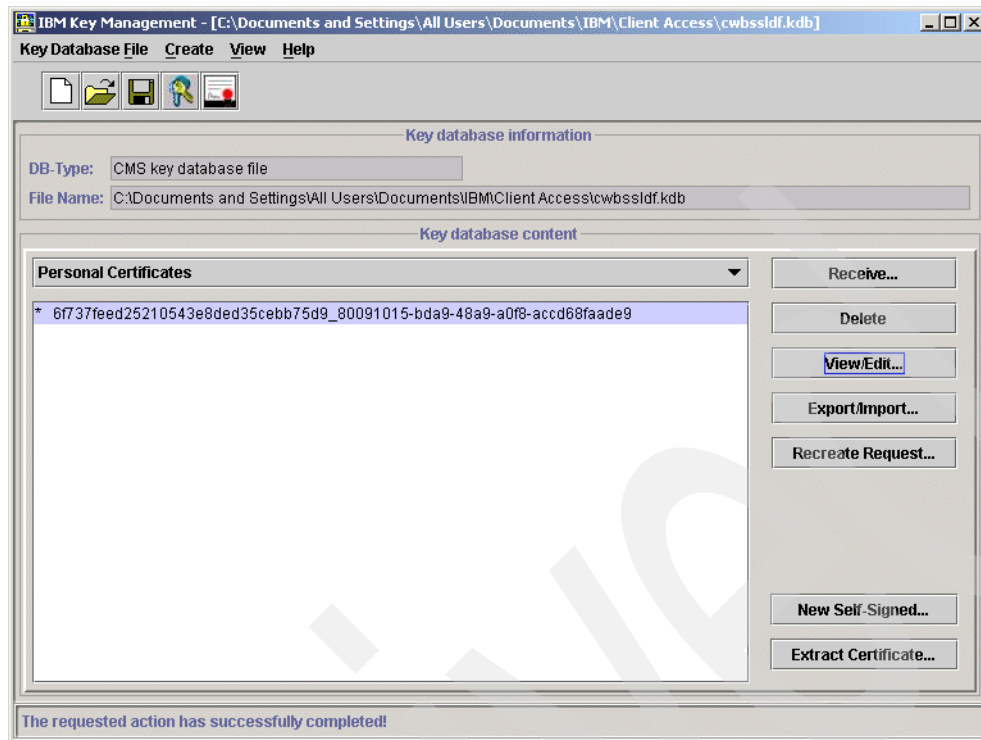 IBM Key Management - [C:\Documents and Settings\All Users\Documents\IBM\Client Access\cwbssldf.kdb]
Key Database File Create View Help
Key database information
DB-Type: CMS key database file
File Name: C:\Documents and Settings\All Users\Documents\IBM\Client Access\cwbssldf.kdb
Key database content
Personal Certificates
Receive...
* 6f737feed25210543e8ded35cebb75d9_80091015-bda9-48a9-a0f8-accd68faade9
Delete
View/Edit...
Export/Import...
Recreate Request...
New Self-Signed...
Extract Certificate...
The requested action has successfully completed!